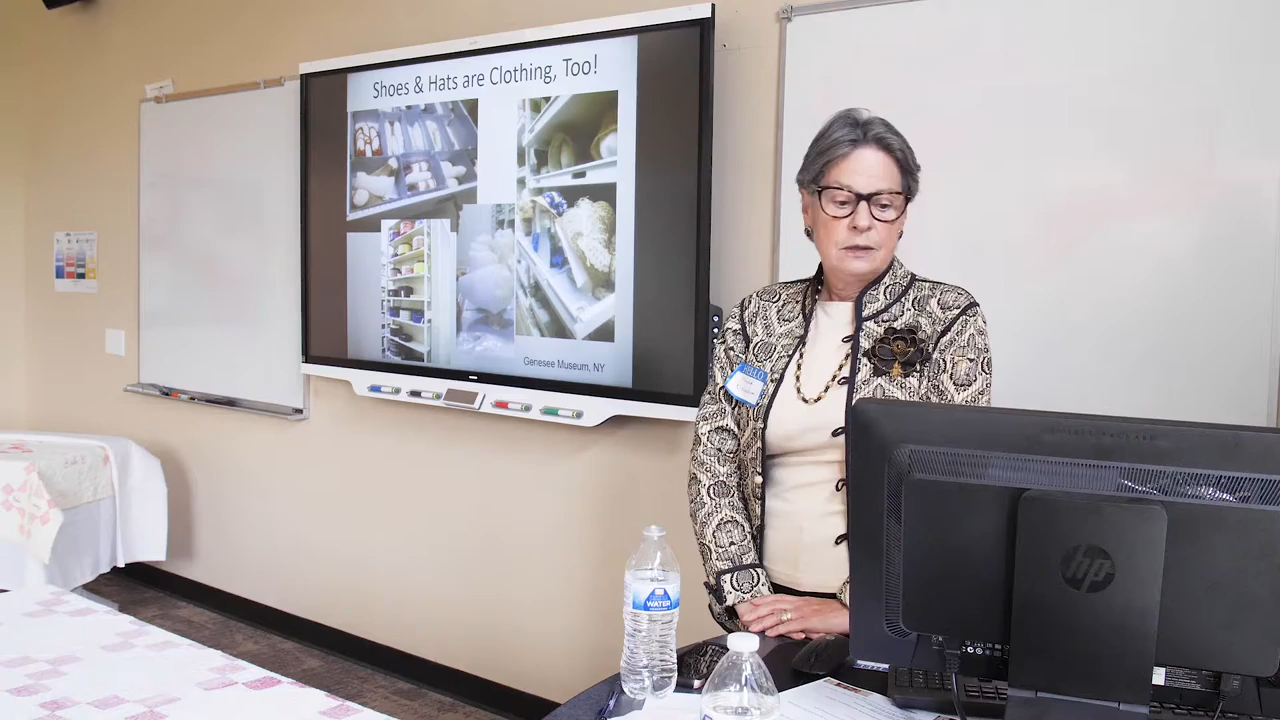 Shoes & Hats are Clothing, Too!
Genesee Museum, NY
HELLO
WATER
hp